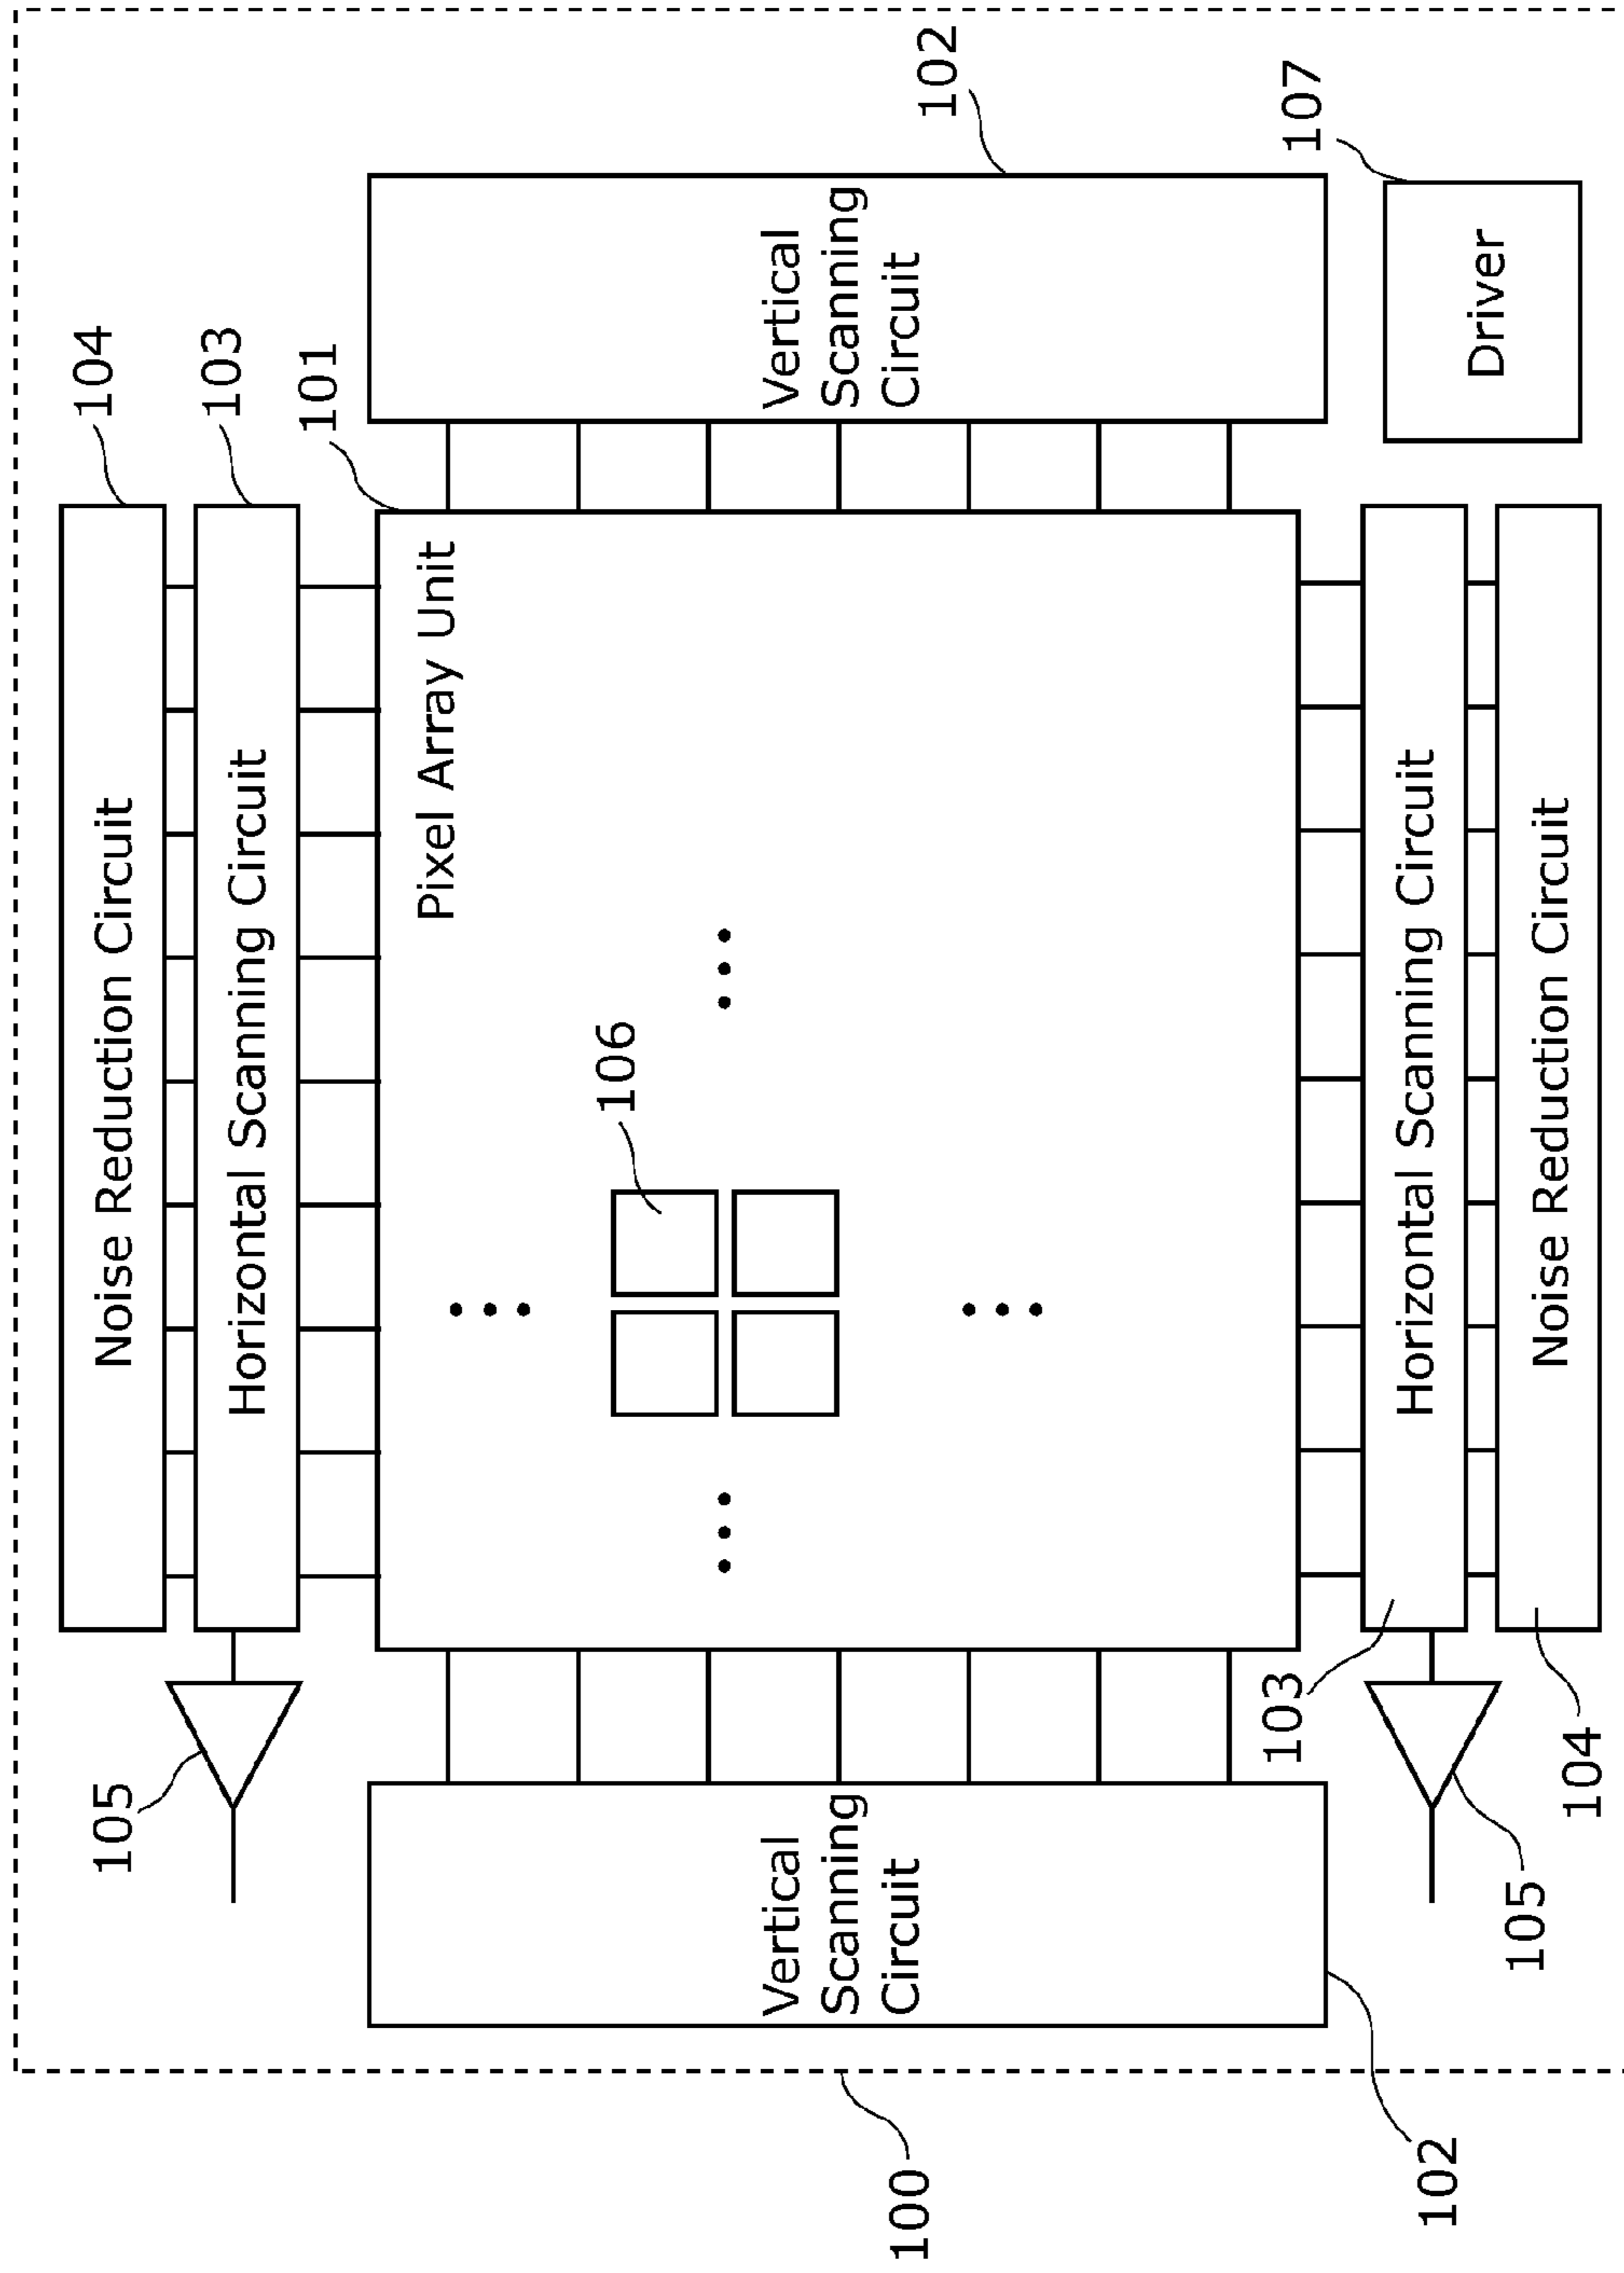 105
Noise Reduction Circuit
104
Horizontal Scanning Circuit
103
101
Pixel Array Unit
106
Vertical
Scanning
Circuit
Vertical
Scanning
Circuit
100
102
103
107
102
Horizontal Scanning Circuit
Driver
105
Noise Reduction Circuit
104